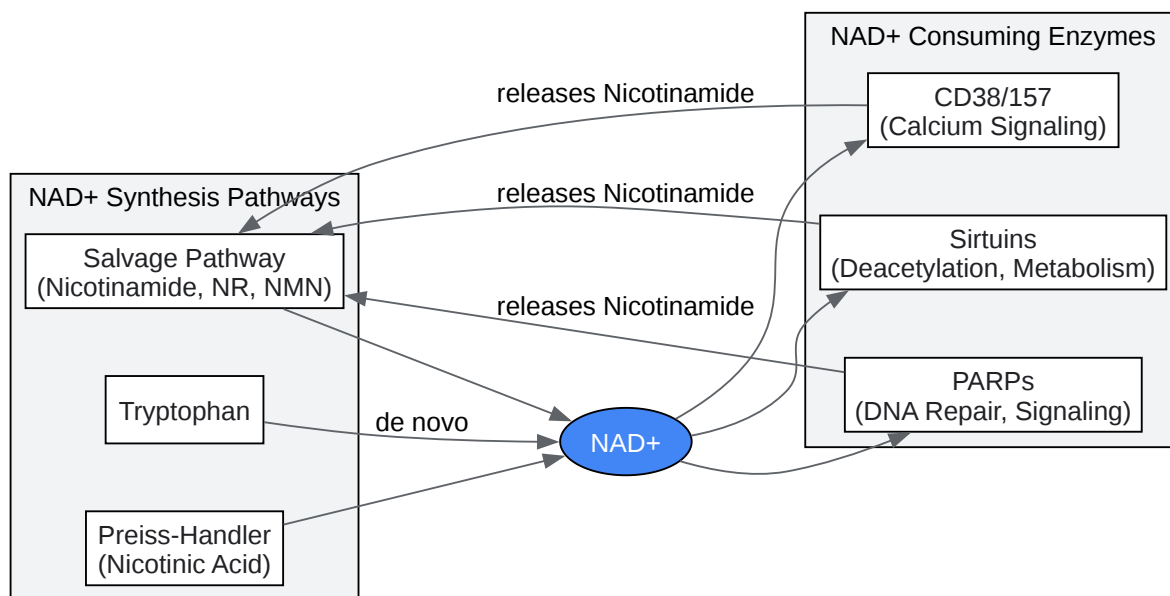 NAD+ Synthesis Pathways
Salvage Pathway
(Nicotinamide, NR, NMN)
Tryptophan
Preiss-Handler
(Nicotinic Acid)
releases Nicotinamide
releases Nicotinamide
releases Nicotinamide
de novo
NAD+
NAD+ Consuming Enzymes
CD38/157
(Calcium Signaling)
Sirtuins
(Deacetylation, Metabolism)
PARPs
(DNA Repair, Signaling)